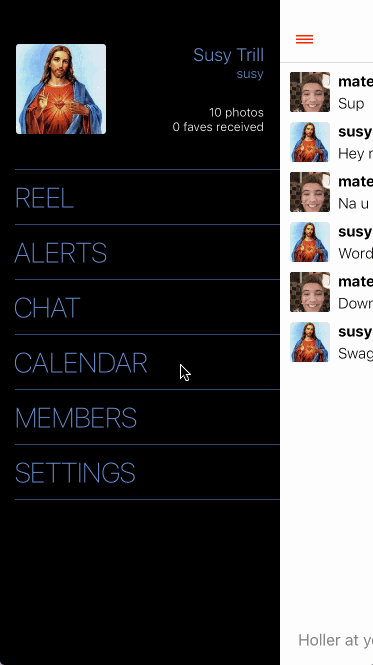 Susy Trill
susy
10 photos
0 faves received
REEL
ALERTS
CHAT
CALENDAR
MEMBERS
SETTINGS
mate
Sup
susy
Hey r
mate
Na u
susy
Word
mate
Down
susy
Swag
Holler at y